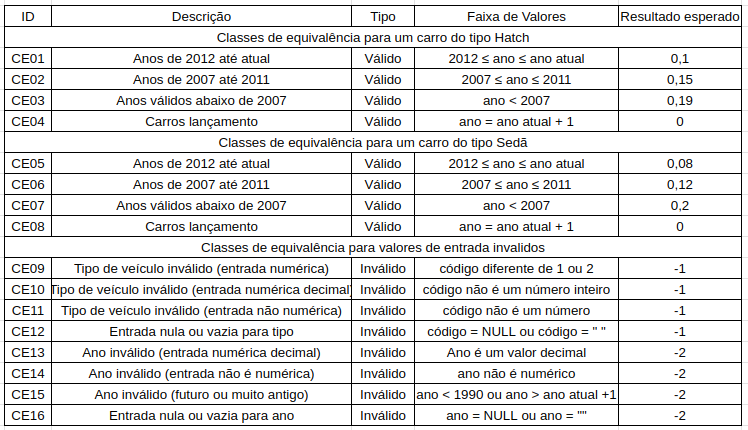 ID Descrição Tipo Faixa de Valores Resultado esperado
Classes de equivalência para um carro do tipo Hatch
CE01 Anos de 2012 até atual Válido 2012 ≤ ano ≤ ano atual 0,1
CE02 Anos de 2007 até 2011 Válido 2007 ≤ ano ≤ 2011 0,15
CE03 Anos válidos abaixo de 2007 Válido ano < 2007 0,19
CE04 Carros lançamento Válido ano = ano atual + 1 0
Classes de equivalência para um carro do tipo Sedã
CE05 Anos de 2012 até atual Válido 2012 ≤ ano ≤ ano atual 0,08
CE06 Anos de 2007 até 2011 Válido 2007 ≤ ano ≤ 2011 0,12
CE07 Anos válidos abaixo de 2007 Válido ano < 2007 0,2
CE08 Carros lançamento Válido ano = ano atual + 1 0
Classes de equivalência para valores de entrada invalidos
CE09 Tipo de veículo inválido (entrada numérica) Inválido código diferente de 1 ou 2 -1
CE10 Tipo de veículo inválido (entrada numérica decimal) Inválido código não é um número inteiro -1
CE11 Tipo de veículo inválido (entrada não numérica) Inválido código não é um número -1
CE12 Entrada nula ou vazia para tipo Inválido código = NULL ou código = " " -1
CE13 Ano inválido (entrada numérica decimal) Inválido Ano é um valor decimal -2
CE14 Ano inválido (entrada não é numérica) Inválido ano não é numérico -2
CE15 Ano inválido (futuro ou muito antigo) Inválido ano < 1990 ou ano > ano atual +1 -2
CE16 Entrada nula ou vazia para ano Inválido ano = NULL ou ano = "" -2